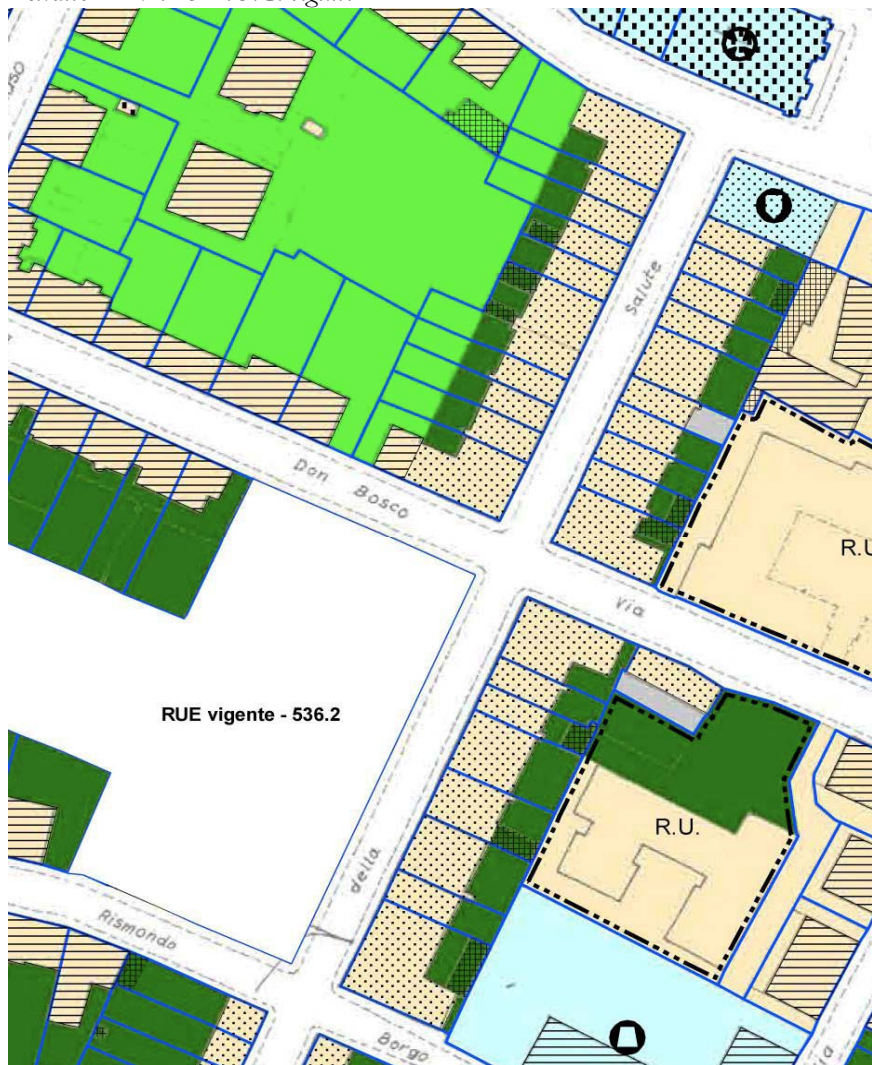 Salute
Don Bosco
R.U
Via
RUE vigente - 536.2
R.U.
della
Rismondo
Borgo